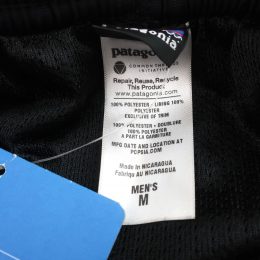 patagonia
patagonia
COMMON THREADS
INITIATIVE
Repair, Reuse, Recycle
This Product
www.patagonia.com
100% POLYESTER / LINING 100%
POLYESTER
EXCLUSIVE OF TRIM
100% POLYESTER / DOUBLURE
100% POLYESTER
A PART LA GARNITURE
MFG DATE AND LOCATION AT
PCPSIA.COM
Made in NICARAGUA
Fabriqu AU NICARAGUA
MEN'S
M